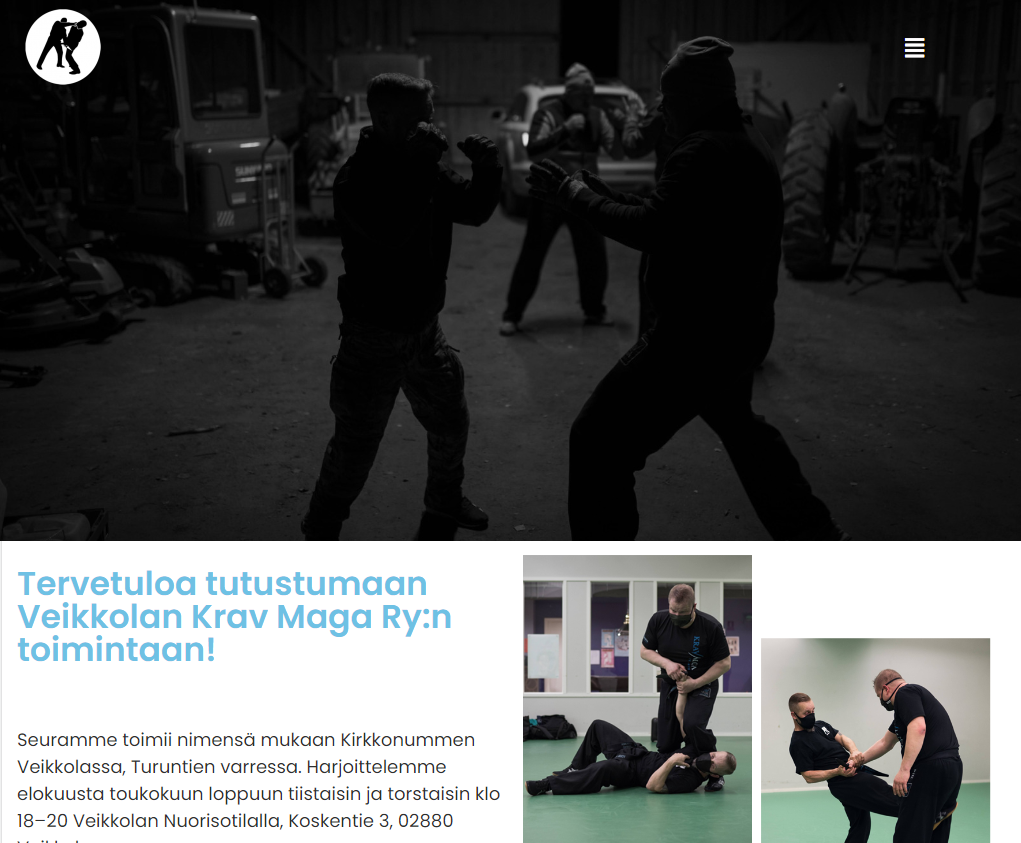 Tervetuloa tutustumaan
Veikkolan Krav Maga Ry:n
toimintaan!
Seuramme toimii nimensä mukaan Kirkkonummen
Veikkolassa, Turuntien varressa. Harjoittelemme
elokuusta toukokuun loppuun tiistaisin ja torstaisin klo
18–20 Veikkolan Nuorisotilalla, Koskentie 3, 02880